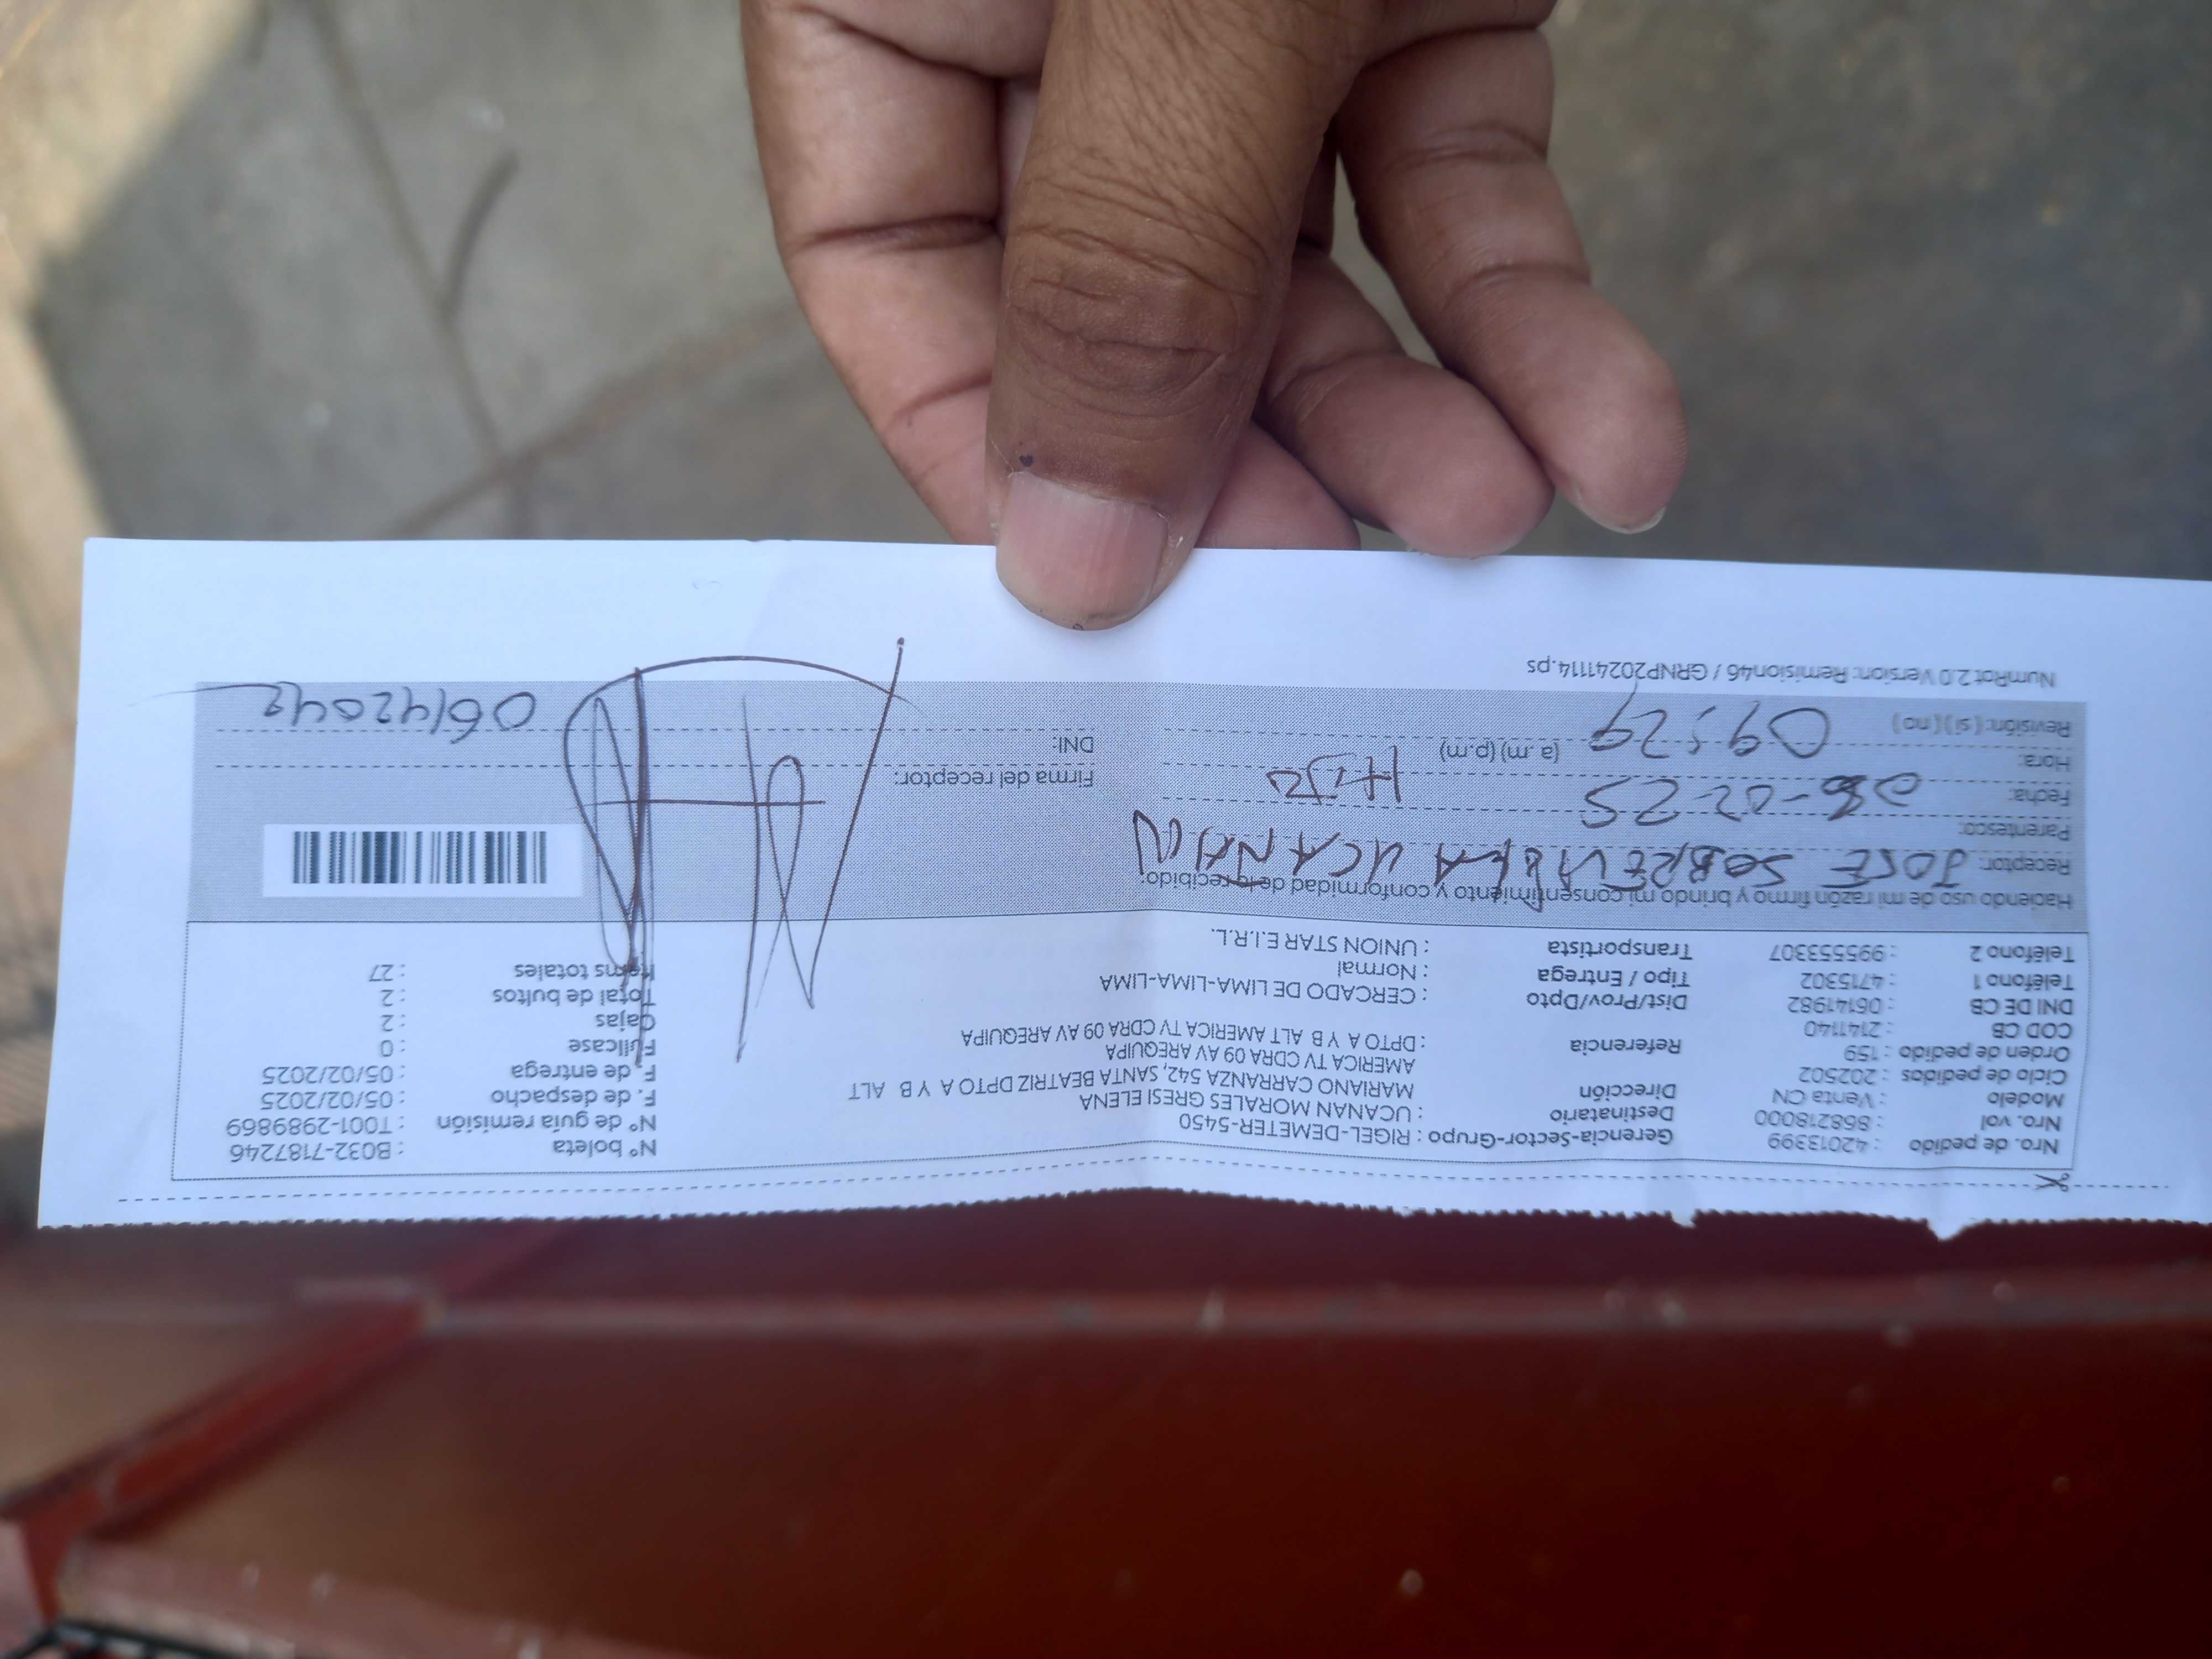 Nro. de pedido : 42013399
Nro. vol : 868218000
Modelo : Venta CN
Ciclo de pedidos : 202502
Orden de pedido : 159
COD CB : 2141140
DNI DE CB : 06141982
Teléfono 1 : 4715302
Teléfono 2 : 995553307
Gerencia-Sector-Grupo : RIGEL-DEMETER-5450
Destinatario : UCANAN MORALES GRESI ELENA
Dirección MARIANO CARRANZA 542, SANTA BEATRIZ DPTO A Y B ALT
AMERICA TV CDRA 09 AV AREQUIPA
Referencia : DPTO A Y B ALT AMERICA TV CDRA 09 AV AREQUIPA
Dist/Prov/Dpto : CERCADO DE LIMA-LIMA-LIMA
Tipo / Entrega : Normal
Transportista : UNION STAR E.I.R.L.
N° boleta : B032-7187246
N° de guía remisión : T001-2989869
F. de despacho : 05/02/2025
F. de entrega : 05/02/2025
Fullcase : 0
Cajas : 2
Total de bultos : 2
Items totales : 27
Haciendo uso de mi razón firmo y brindo mi consentimiento y conformidad de lo recibido:
Receptor: JOSE SOBREVILLA UCANAN
Parentesco: HIJO
Fecha: 02-25
Hora: 09:29 (a.m) (p.m)
Revisión: ( si ) ( no )
Firma del receptor:
DNI: 06142042
NumRot 2.0 Version: Remision46 / GRNP20241114.ps